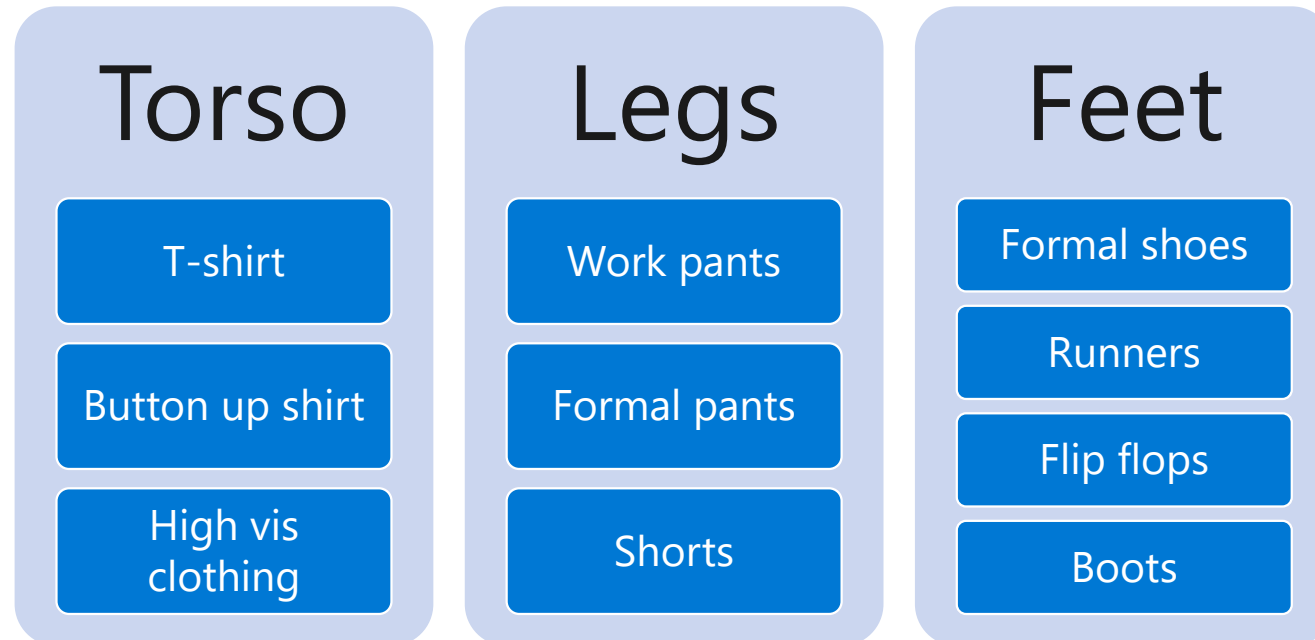 Torso
T-shirt
Button up shirt
High vis
clothing
Legs
Work pants
Formal pants
Shorts
Feet
Formal shoes
Runners
Flip flops
Boots